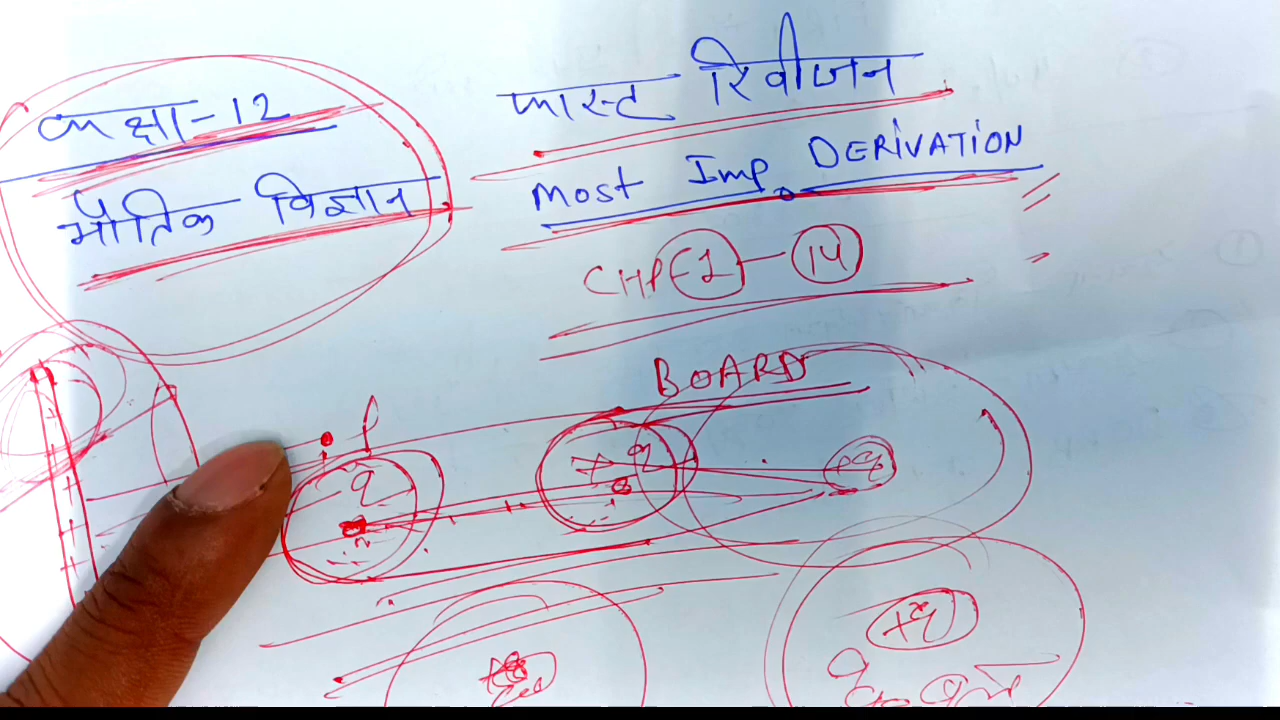 कक्षा-12
भौतिक विज्ञान
फास्ट रिवीजन
Most Imp. DERIVATION
CHP-1 - 14
BOARD
q
q
+q
+q